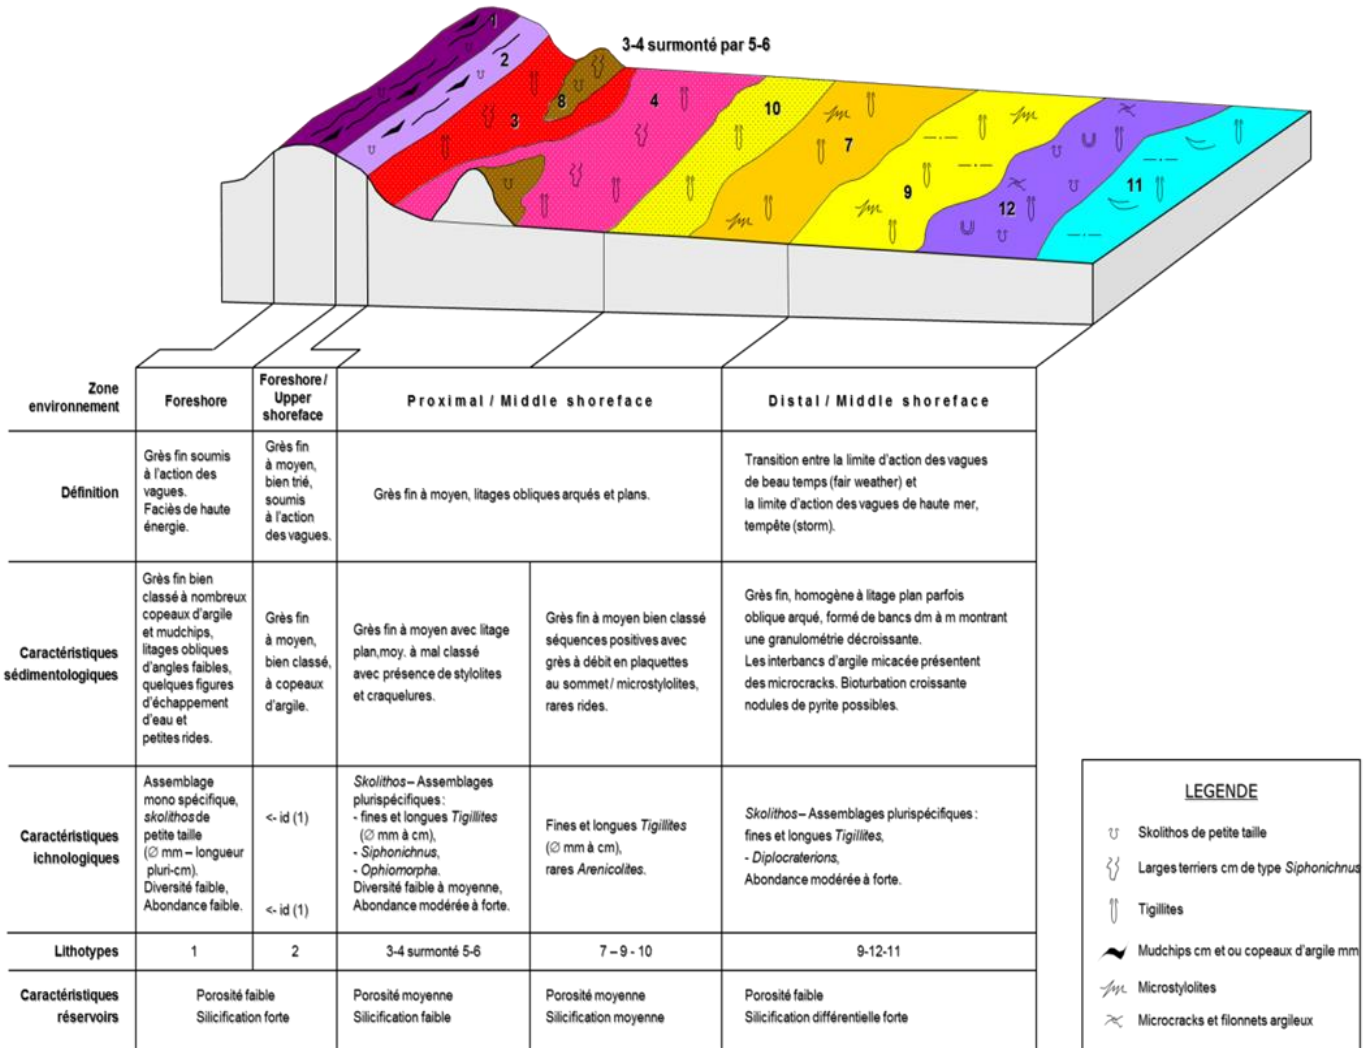 3-4 surmonté par 5-6
1
2
3
8
4
10
7
9
12
11
Zone
environnement
Foreshore
Foreshore /
Upper
shoreface
Proximal / Middle shoreface
Distal / Middle shoreface
Définition
Grès fin soumis
à l'action des
vagues.
Faciès de haute
énergie.
Grès fin
à moyen,
bien trié,
soumis
à l'action
des vagues.
Grès fin à moyen, litages obliques arqués et plans.
Transition entre la limite d'action des vagues
de beau temps (fair weather) et
la limite d'action des vagues de haute mer,
tempête (storm).
Caractéristiques
sédimentologiques
Grès fin bien
classé à nombreux
copeaux d'argile
et mudchips,
litages obliques
d'angles faibles,
quelques figures
d'échappement
d'eau et
petites rides.
Grès fin
à moyen,
bien classé,
à copeaux
d'argile.
Grès fin à moyen avec litage
plan,moy. à mal classé
avec présence de stylolites
et craquelures.
Grès fin à moyen bien classé
séquences positives avec
grès à débit en plaquettes
au sommet / microstylolites,
rares rides.
Grès fin, homogène à litage plan parfois
oblique arqué, formé de bancs dm à m montrant
une granulométrie décroissante.
Les interbancs d'argile micacée présentent
des microcracks. Bioturbation croissante
nodules de pyrite possibles.
Caractéristiques
ichnologiques
Assemblage
mono spécifique,
skolithos de
petite taille
(∅ mm – longueur
pluri-cm).
Diversité faible,
Abondance faible.
<- id (1)
<- id (1)
Skolithos – Assemblages
plurispécifiques :
- fines et longues Tigillites
(∅ mm à cm),
- Siphonichnus,
- Ophiomorpha.
Diversité faible à moyenne,
Abondance modérée à forte.
Fines et longues Tigillites
(∅ mm à cm),
rares Arenicolites.
Skolithos – Assemblages plurispécifiques :
fines et longues Tigillites,
- Diplocraterions,
Abondance modérée à forte.
Lithotypes
1
2
3-4 surmonté 5-6
7 – 9 - 10
9-12-11
Caractéristiques
réservoirs
Porosité faible
Silicification forte
Porosité moyenne
Silicification faible
Porosité moyenne
Silicification moyenne
Porosité faible
Silicification différentielle forte
LEGENDE
Skolithos de petite taille
Larges terriers cm de type Siphonichnus
Tigillites
Mudchips cm et ou copeaux d'argile mm
Microstylolites
Microcracks et filonnets argileux